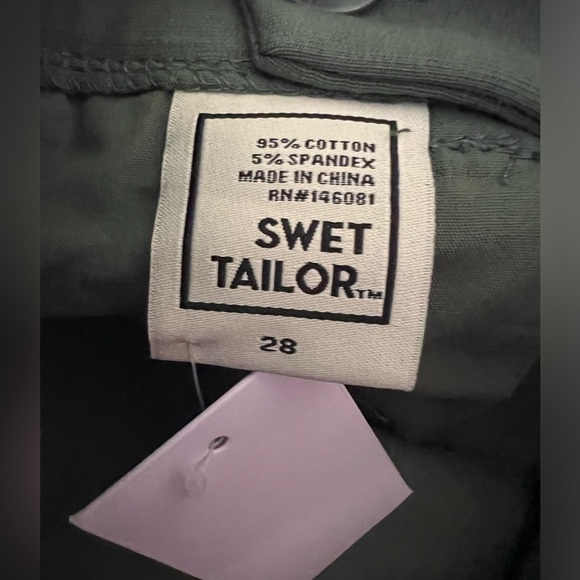 95% COTTON
5% SPANDEX
MADE IN CHINA
RN#146081
SWET
TAILOR™
28